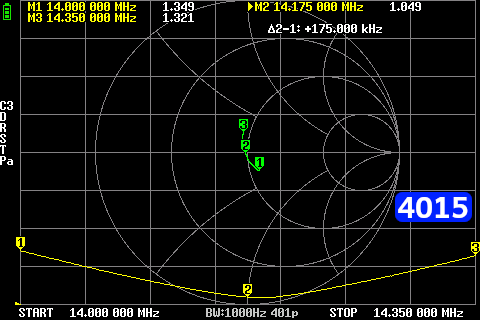 M1 14.000 000 MHz 1.349 ▶M2 14.175 000 MHz 1.049
M3 14.350 000 MHz 1.321
Δ2-1: +175.000 kHz
C3
D
R
S
T
Pa
3
2
1
4015
1
2
3
START 14.000 000 MHz BW:1000Hz 401p STOP 14.350 000 MHz